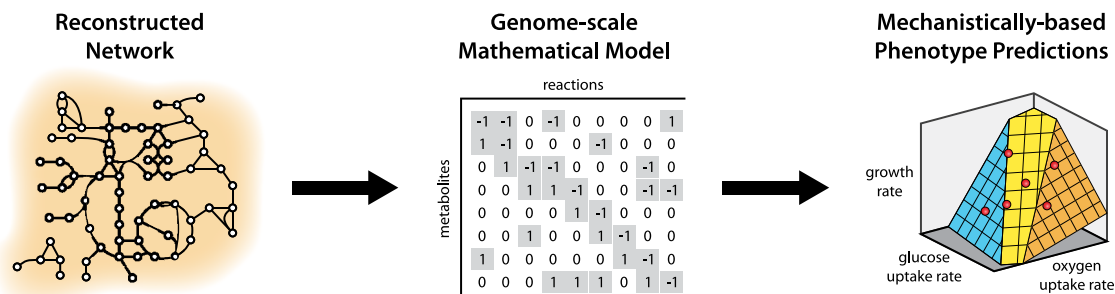 Reconstructed
Network
Genome-scale
Mathematical Model
Mechanistically-based
Phenotype Predictions
reactions
metabolites
-1 -1 0 -1 0 0 0 0 1
1 -1 0 0 0 -1 0 0 0
0 1 -1 -1 0 0 0 -1 0
0 0 1 1 -1 0 0 -1 -1
0 0 0 0 1 -1 0 0 0
0 0 1 0 0 1 -1 0 0
1 0 0 0 0 0 1 -1 0
0 0 0 1 1 1 0 1 -1
growth
rate
glucose
uptake rate
oxygen
uptake rate